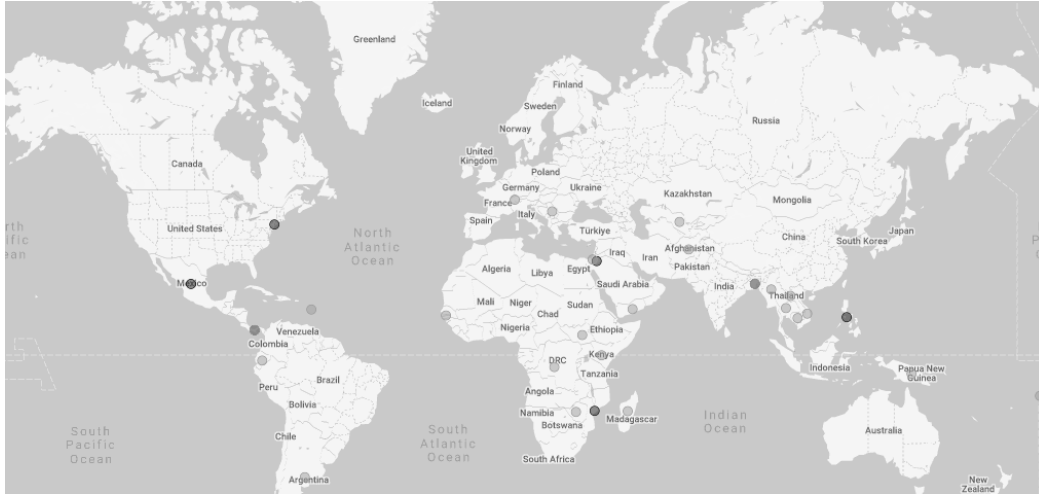 Greenland
Iceland
Finland
Sweden
Norway
Russia
United
Kingdom
Canada
Poland
Germany
Ukraine
Kazakhstan
France
Mongolia
Italy
Spain
United States
North
Atlantic
Ocean
Türkiye
China
Japan
South Korea
Afghanistan
Iraq
Iran
Algeria
Libya
Egypt
Pakistan
Mexico
Saudi Arabia
India
Thailand
Mali
Niger
Sudan
Chad
Venezuela
Nigeria
Ethiopia
Colombia
DRC
Kenya
Indonesia
Papua New
Guinea
Tanzania
Peru
Brazil
Angola
Bolivia
Namibia
Botswana
Madagascar
Indian
Ocean
South
Pacific
Ocean
South
Atlantic
Ocean
Australia
Chile
South Africa
Argentina
New
Zealand